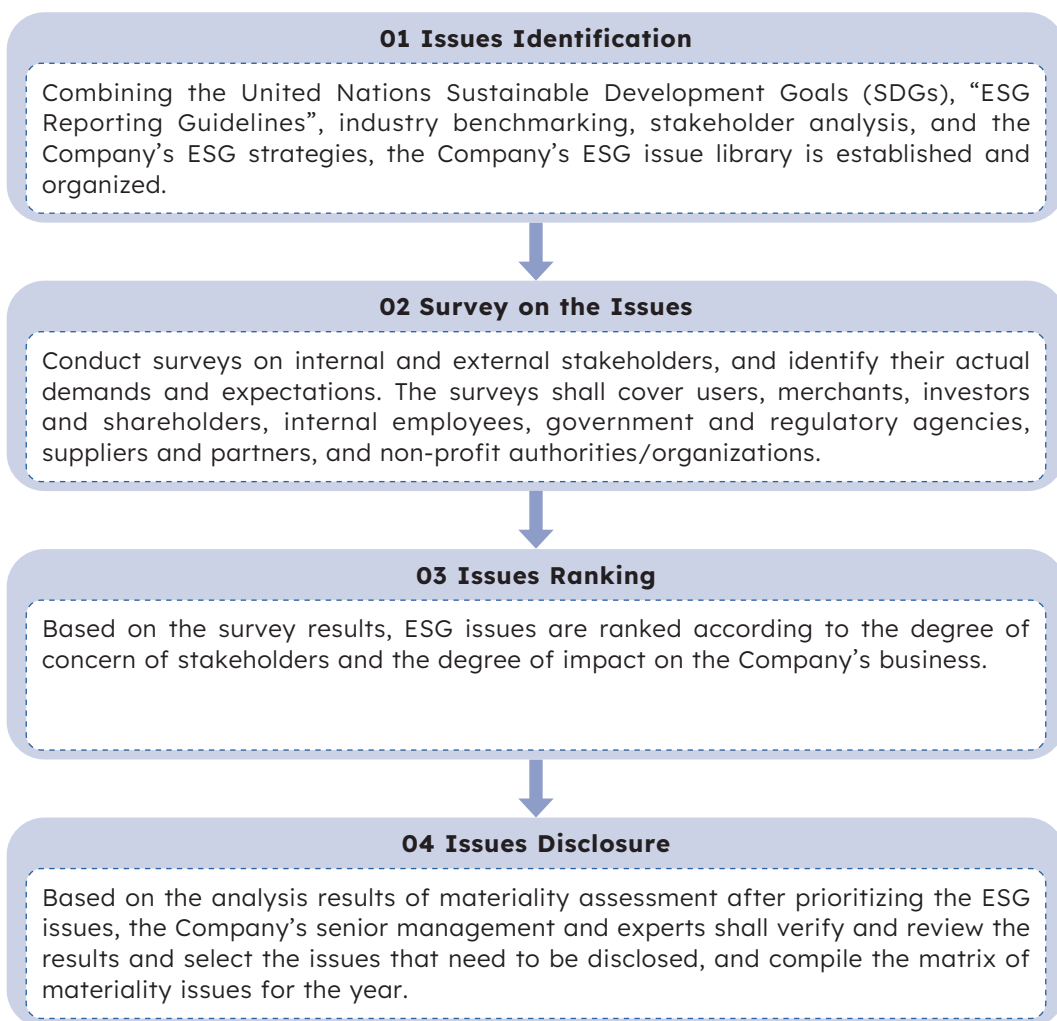 01 Issues Identification
Combining the United Nations Sustainable Development Goals (SDGs), “ESG
Reporting Guidelines”, industry benchmarking, stakeholder analysis, and the
Company’s ESG strategies, the Company’s ESG issue library is established and
organized.
02 Survey on the Issues
Conduct surveys on internal and external stakeholders, and identify their actual
demands and expectations. The surveys shall cover users, merchants, investors
and shareholders, internal employees, government and regulatory agencies,
suppliers and partners, and non-profit authorities/organizations.
03 Issues Ranking
Based on the survey results, ESG issues are ranked according to the degree of
concern of stakeholders and the degree of impact on the Company’s business.
04 Issues Disclosure
Based on the analysis results of materiality assessment after prioritizing the ESG
issues, the Company’s senior management and experts shall verify and review the
results and select the issues that need to be disclosed, and compile the matrix of
materiality issues for the year.